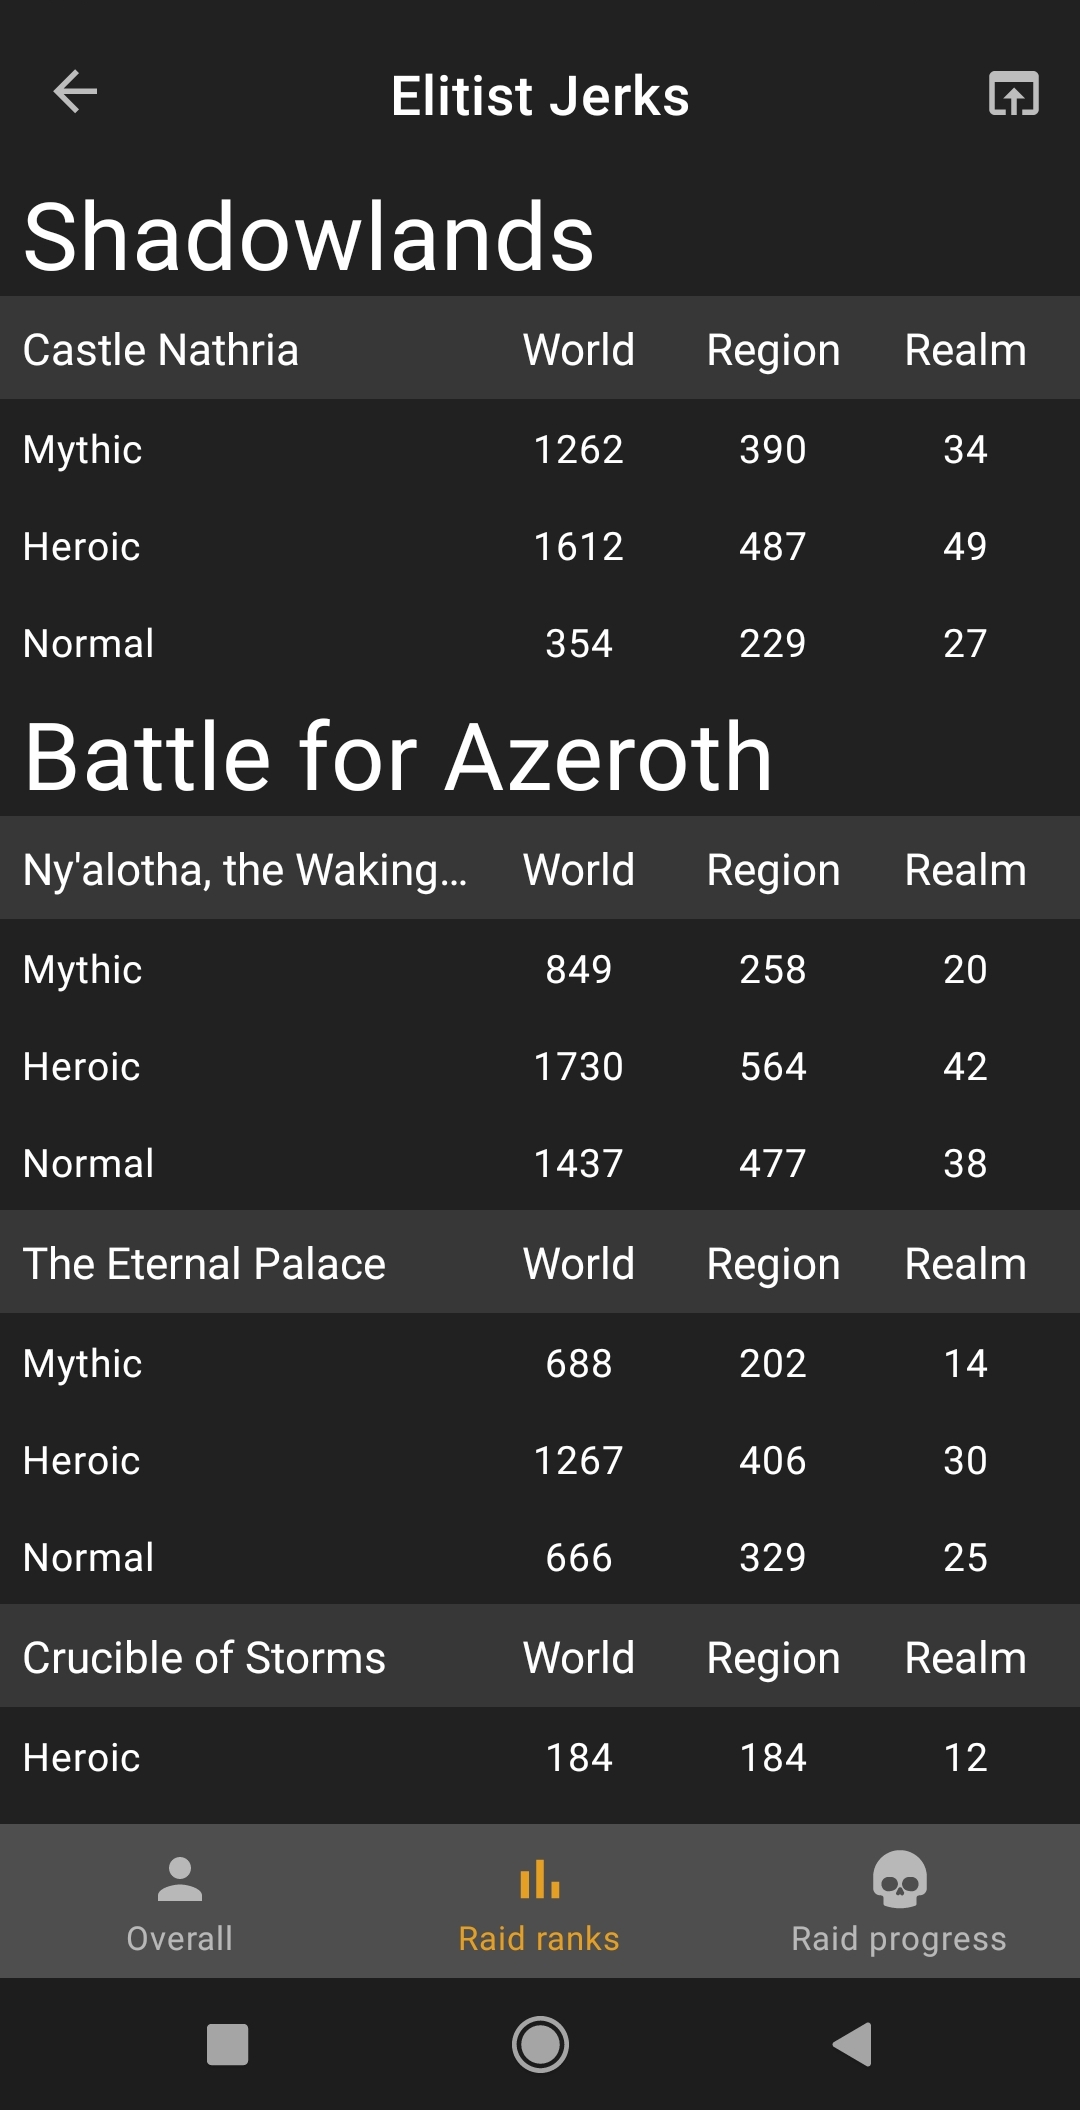 Elitist Jerks
Shadowlands
Castle Nathria World Region Realm
Mythic 1262 390 34
Heroic 1612 487 49
Normal 354 229 27
Battle for Azeroth
Ny'alotha, the Waking... World Region Realm
Mythic 849 258 20
Heroic 1730 564 42
Normal 1437 477 38
The Eternal Palace World Region Realm
Mythic 688 202 14
Heroic 1267 406 30
Normal 666 329 25
Crucible of Storms World Region Realm
Heroic 184 184 12
Overall Raid ranks Raid progress